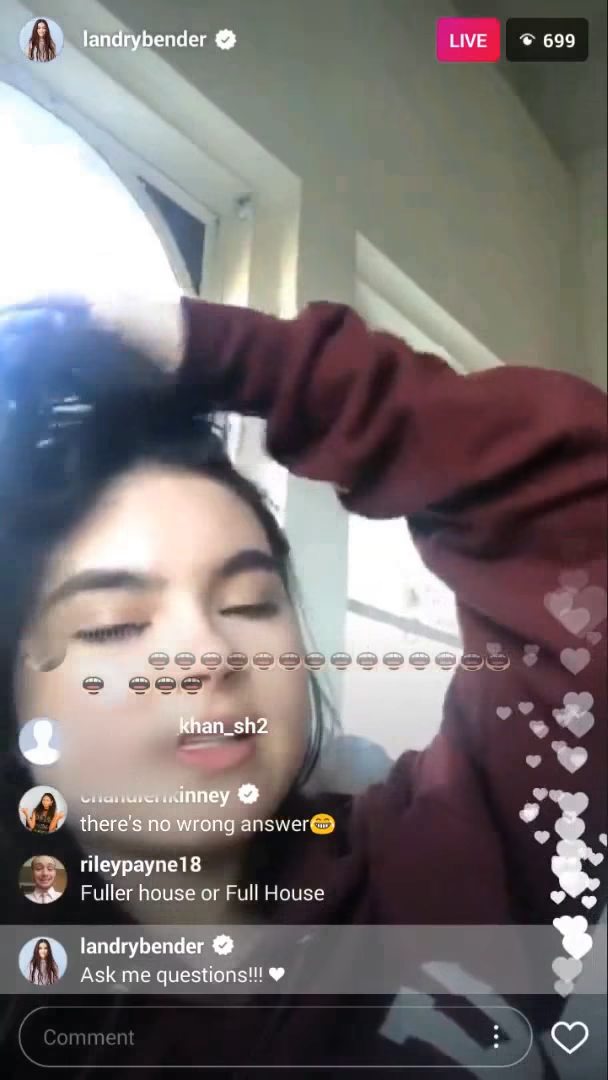 landrybender
LIVE 699
👄👄👄👄👄👄👄👄👄👄👄👄👄👄
👄 👄👄👄
khan_sh2
chandlernkinney
there's no wrong answer😂
rileypayne18
Fuller house or Full House
landrybender
Ask me questions!!! ❤
Comment